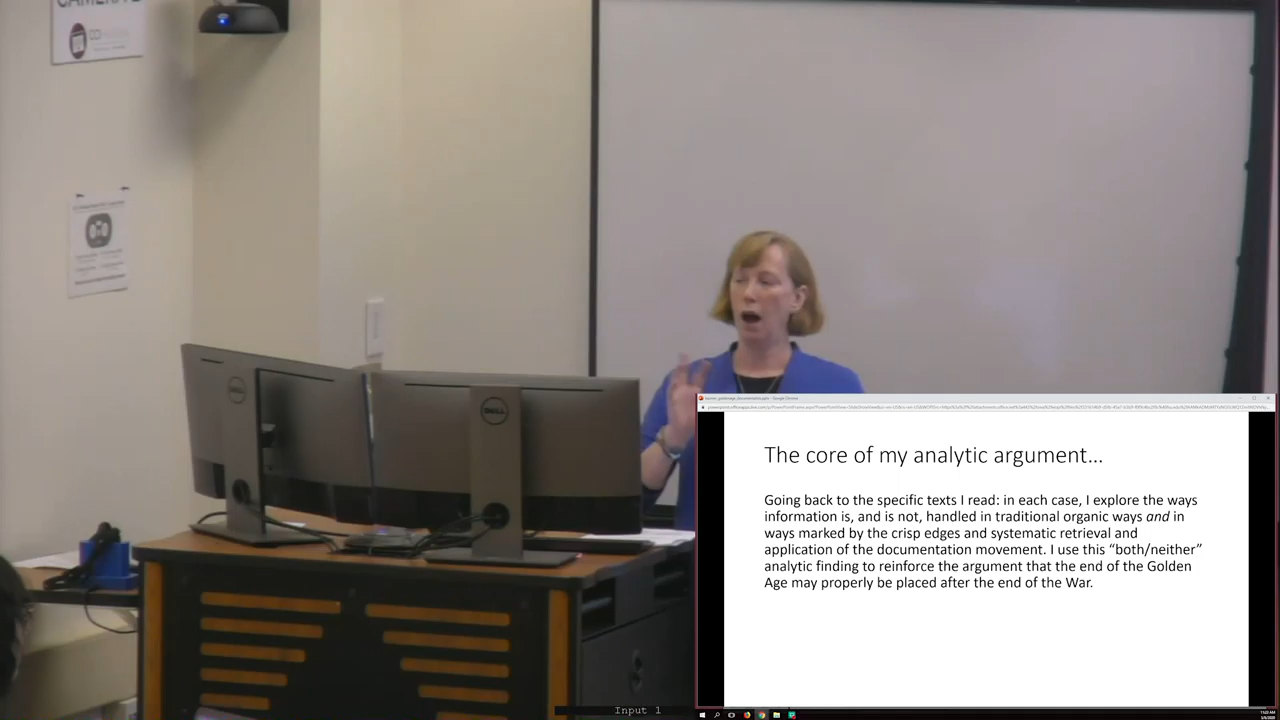 DELL
DELL
The core of my analytic argument...
Going back to the specific texts I read: in each case, I explore the ways
information is, and is not, handled in traditional organic ways and in
ways marked by the crisp edges and systematic retrieval and
application of the documentation movement. I use this “both/neither”
analytic finding to reinforce the argument that the end of the Golden
Age may properly be placed after the end of the War.
Input 1